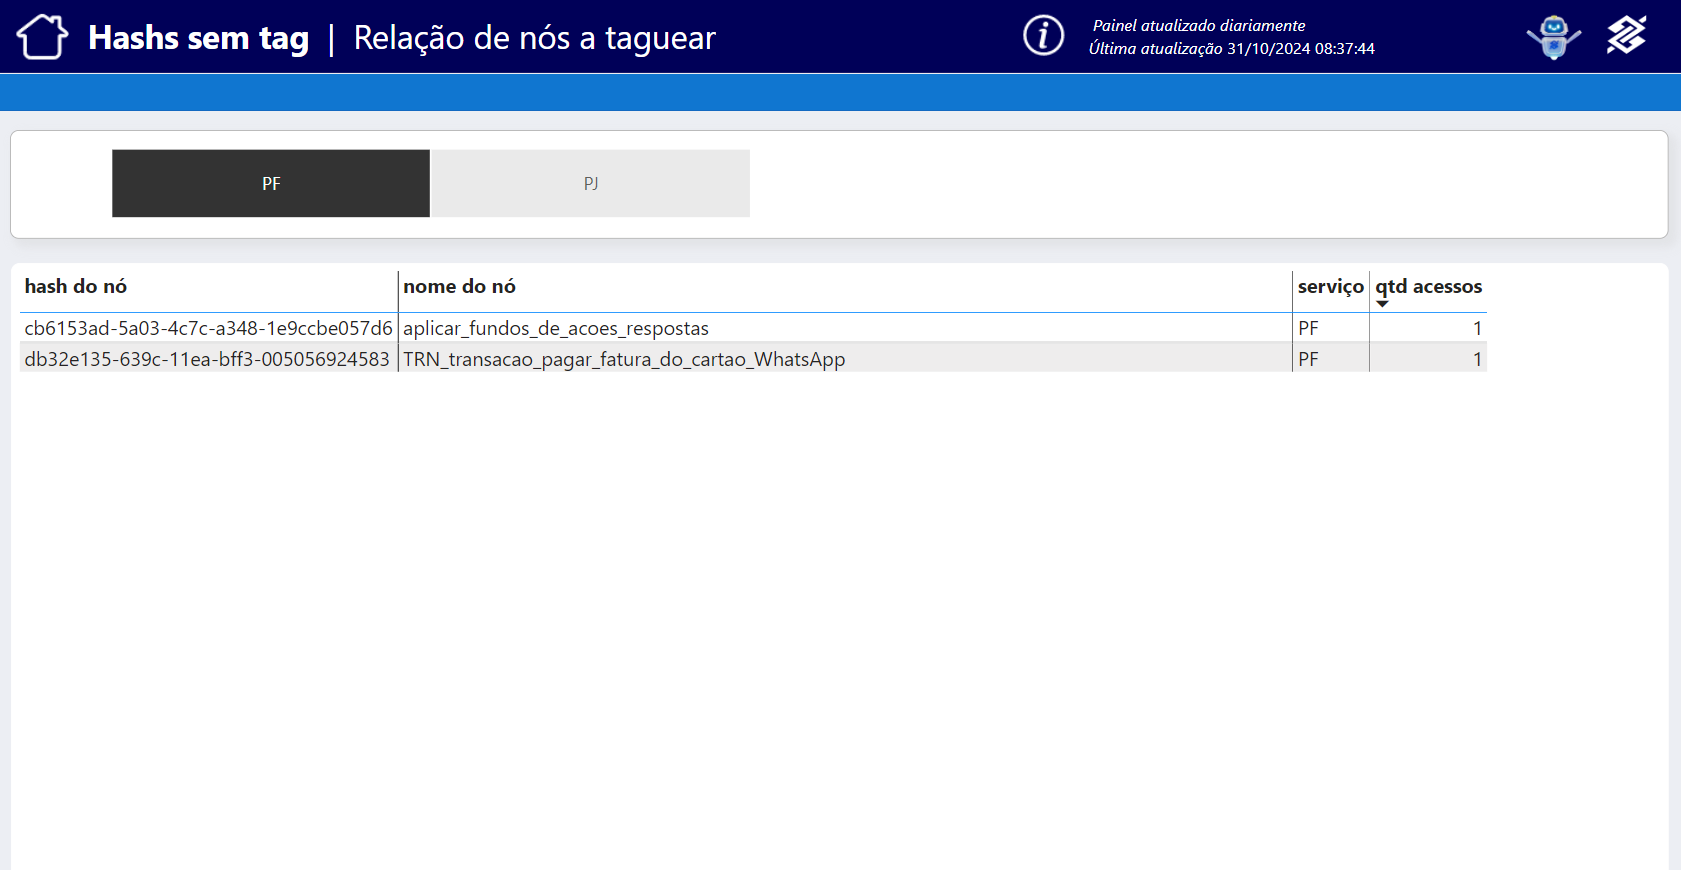 Hashs sem tag | Relação de nós a taguear
Painel atualizado diariamente
Última atualização 31/10/2024 08:37:44
PF PJ
hash do nó nome do nó serviço qtd acessos
cb6153ad-5a03-4c7c-a348-1e9ccbe057d6 aplicar_fundos_de_acoes_respostas PF 1
db32e135-639c-11ea-bff3-005056924583 TRN_transacao_pagar_fatura_do_cartao_WhatsApp PF 1